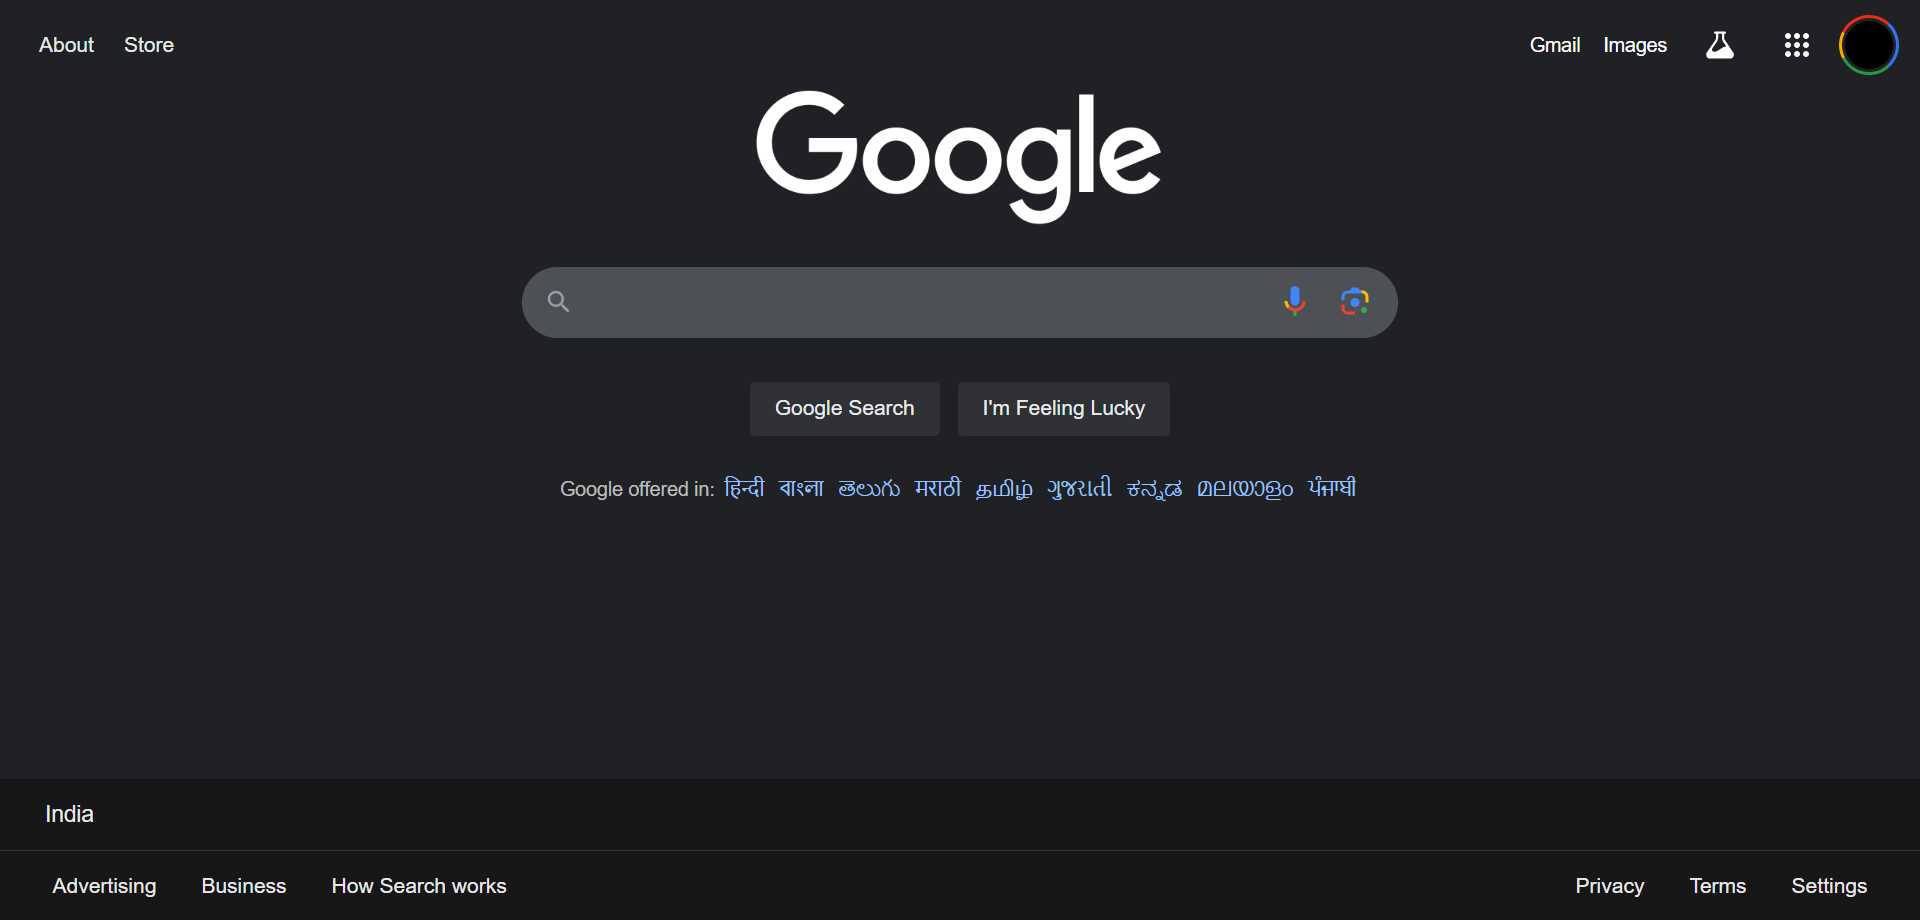 About Store Gmail Images
Google
Google Search I'm Feeling Lucky
Google offered in: हिन्दी বাংলা తెలుగు मराठी தமிழ் ગુજરાતી ಕನ್ನಡ മലയാളം ਪੰਜਾਬੀ
India
Advertising Business How Search works Privacy Terms Settings